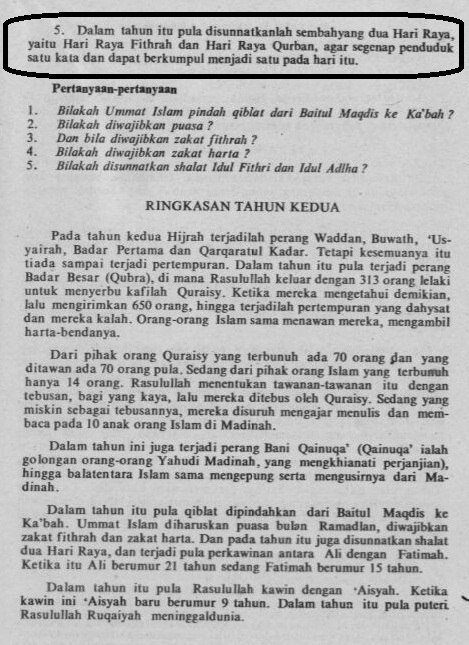 5. Dalam tahun itu pula disunnatkanlah sembahyang dua Hari Raya,
yaitu Hari Raya Fithrah dan Hari Raya Qurban, agar segenap penduduk
satu kata dan dapat berkumpul menjadi satu pada hari itu.
Pertanyaan-pertanyaan
1. Bilakah Ummat Islam pindah qiblat dari Baitul Maqdis ke Ka'bah ?
2. Bilakah diwajibkan puasa ?
3. Dan bila diwajibkan zakat fithrah ?
4. Bilakah diwajibkan zakat harta ?
5. Bilakah disunnatkan shalat Idul Fithri dan Idul Adlha ?
RINGKASAN TAHUN KEDUA
Pada tahun kedua Hijrah terjadilah perang Waddan, Buwath, 'Us-
yairah, Badar Pertama dan Qarqaratul Kadar. Tetapi kesemuanya itu
tiada sampai terjadi pertempuran. Dalam tahun itu pula terjadi perang
Badar Besar (Qubra), di mana Rasulullah keluar dengan 313 orang lelaki
untuk menyerbu kafilah Quraisy. Ketika mereka mengetahui demikian,
lalu mengirimkan 650 orang, hingga terjadilah pertempuran yang dahsyat
dan mereka kalah. Orang-orang Islam sama menawan mereka, mengambil
harta-bendanya.
Dari pihak orang Quraisy yang terbunuh ada 70 orang dan yang
ditawan ada 70 orang pula. Sedang dari pihak orang Islam yang terbunuh
hanya 14 orang. Rasulullah menentukan tawanan-tawanan itu dengan
tebusan, bagi yang kaya, lalu mereka ditebus oleh Quraisy. Sedang yang
miskin sebagai tebusannya, mereka disuruh mengajar menulis dan mem-
baca pada 10 anak orang Islam di Madinah.
Dalam tahun ini juga terjadi perang Bani Qainuqa' (Qainuqa' ialah
golongan orang-orang Yahudi Madinah, yang mengkhianati perjanjian),
hingga balatentara Islam sama mengepung serta mengusirnya dari Ma-
dinah.
Dalam tahun itu pula qiblat dipindahkan dari Baitul Maqdis ke
Ka'bah. Ummat Islam diharuskan puasa bulan Ramadlan, diwajibkan
zakat fithrah dan zakat harta. Dan pada tahun itu juga disunnatkan shalat
dua Hari Raya, dan terjadi pula perkawinan antara Ali dengan Fatimah.
Ketika itu Ali berumur 21 tahun sedang Fatimah berumur 15 tahun.
Dalam tahun itu pula Rasulullah kawin dengan 'Aisyah. Ketika
kawin ini 'Aisyah baru berumur 9 tahun. Dalam tahun itu pula puteri
Rasulullah Ruqaiyah meninggaldunia.